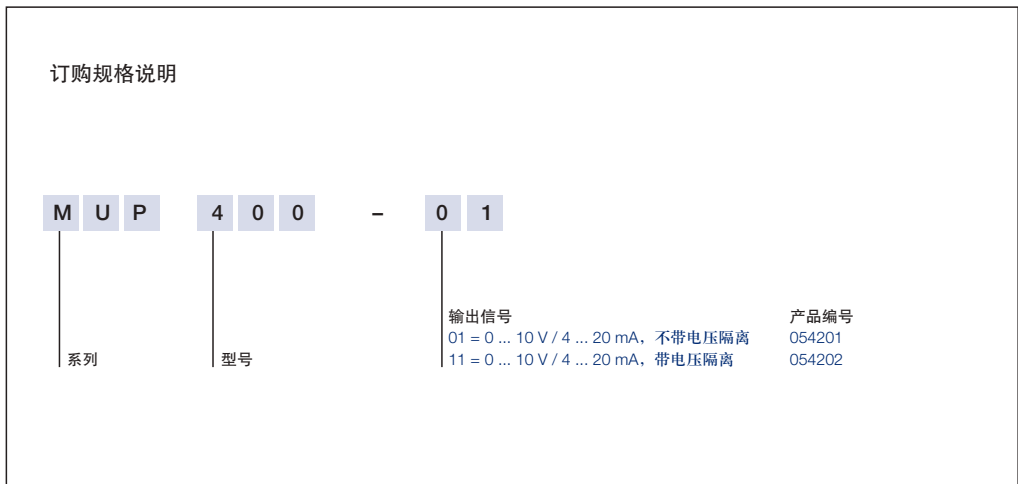 订购规格说明
M U P 4 0 0 – 0 1
输出信号 产品编号
01 = 0 ... 10 V / 4 ... 20 mA，不带电压隔离 054201
系列 型号 11 = 0 ... 10 V / 4 ... 20 mA，带电压隔离 054202